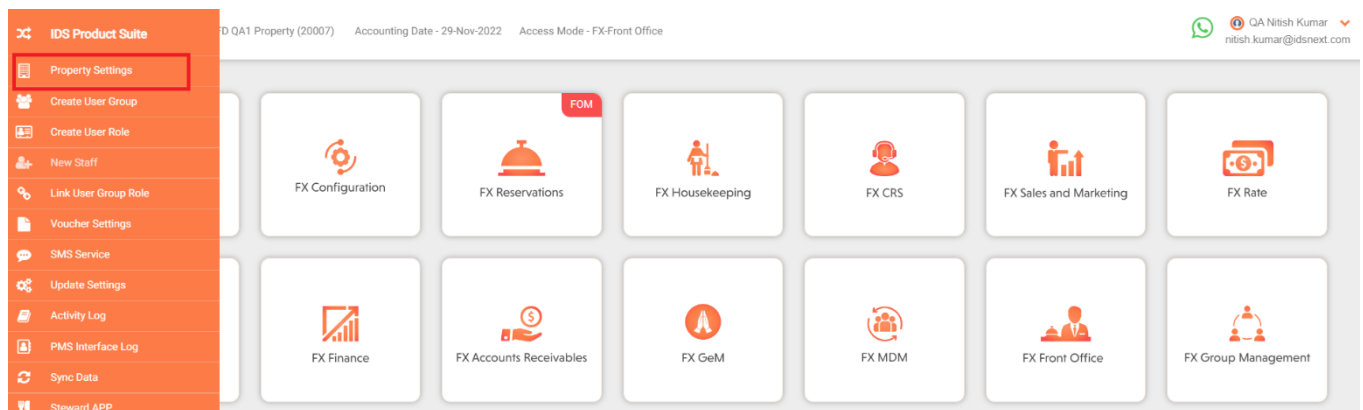 IDS Product Suite
Property Settings
Create User Group
Create User Role
New Staff
Link User Group Role
Voucher Settings
SMS Service
Update Settings
Activity Log
PMS Interface Log
Sync Data
Steward APP
FD QA1 Property (20007) Accounting Date - 29-Nov-2022 Access Mode - FX-Front Office
QA Nitish Kumar
nitish.kumar@idsnext.com
FOM
FX Configuration
FX Reservations
FX Housekeeping
FX CRS
FX Sales and Marketing
FX Rate
FX Finance
FX Accounts Receivables
FX GeM
FX MDM
FX Front Office
FX Group Management